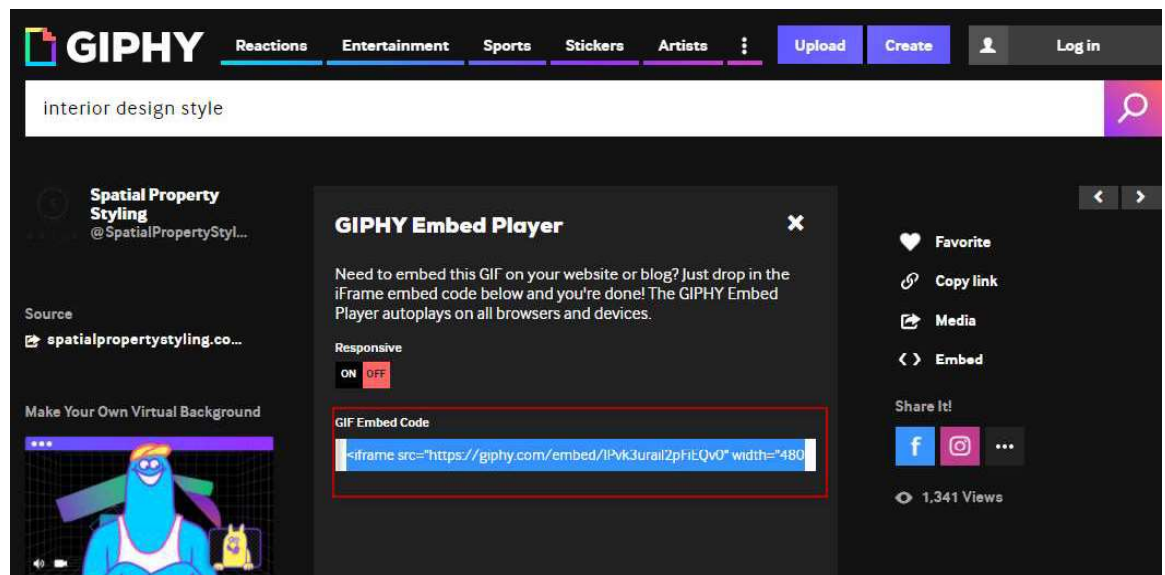 GIPHY
Reactions Entertainment Sports Stickers Artists Upload Create Log in
interior design style
Spatial Property
Styling
@SpatialPropertyStyl...
Source
spatialpropertystyling.co...
Make Your Own Virtual Background
GIPHY Embed Player
Need to embed this GIF on your website or blog? Just drop in the
iFrame embed code below and you're done! The GIPHY Embed
Player autoplays on all browsers and devices.
Responsive
ON OFF
GIF Embed Code
<iframe src="https://giphy.com/embed/ width="480
Favorite
Copy link
Media
Embed
Share It!
1,341 Views